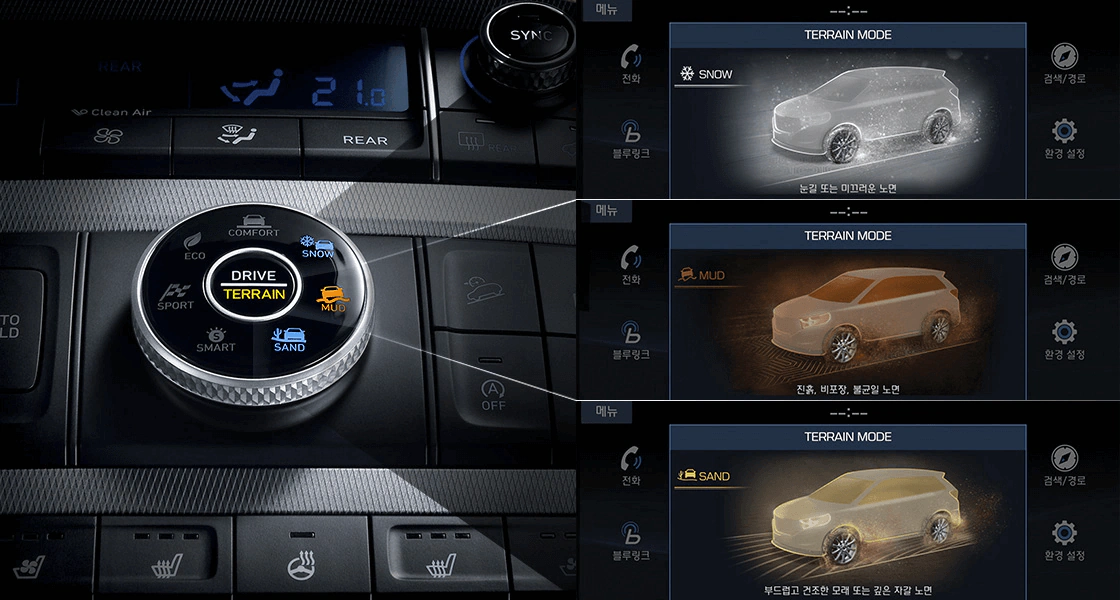 REAR
21.0
Clean Air
REAR
SYNC
REAR
COMFORT
ECO
SNOW
DRIVE
TERRAIN
SPORT
MUD
SMART
SAND
TO
LD
A
OFF
메뉴
--:--
TERRAIN MODE
SNOW
전화
블루링크
검색/경로
환경 설정
눈길 또는 미끄러운 노면
메뉴
--:--
TERRAIN MODE
MUD
전화
블루링크
검색/경로
환경 설정
진흙, 비포장, 불균일 노면
메뉴
--:--
TERRAIN MODE
SAND
전화
블루링크
검색/경로
환경 설정
부드럽고 건조한 모래 또는 깊은 자갈 노면